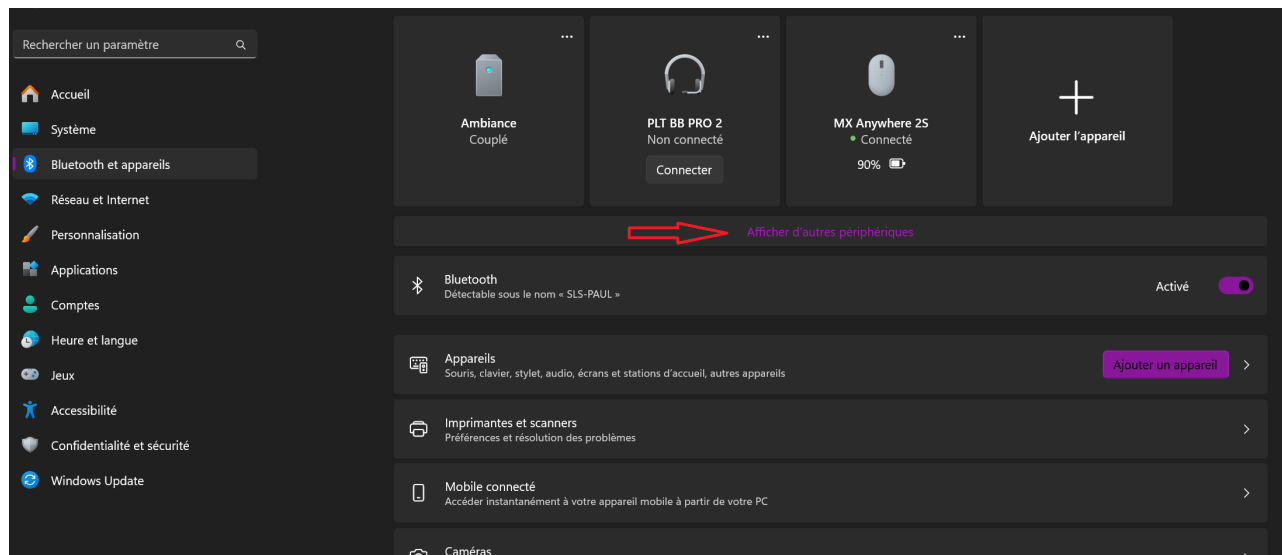 Rechercher un paramètre
Accueil
Système
Bluetooth et appareils
Réseau et Internet
Personnalisation
Applications
Comptes
Heure et langue
Jeux
Accessibilité
Confidentialité et sécurité
Windows Update
Ambiance
Couplé
PLT BB PRO 2
Non connecté
Connecter
MX Anywhere 2S
Connecté
90%
Ajouter l'appareil
Afficher d'autres périphériques
Bluetooth
Détectable sous le nom « SLS-PAUL »
Activé
Appareils
Souris, clavier, stylet, audio, écrans et stations d'accueil, autres appareils
Ajouter un appareil
Imprimantes et scanners
Préférences et résolution des problèmes
Mobile connecté
Accéder instantanément à votre appareil mobile à partir de votre PC
Caméras